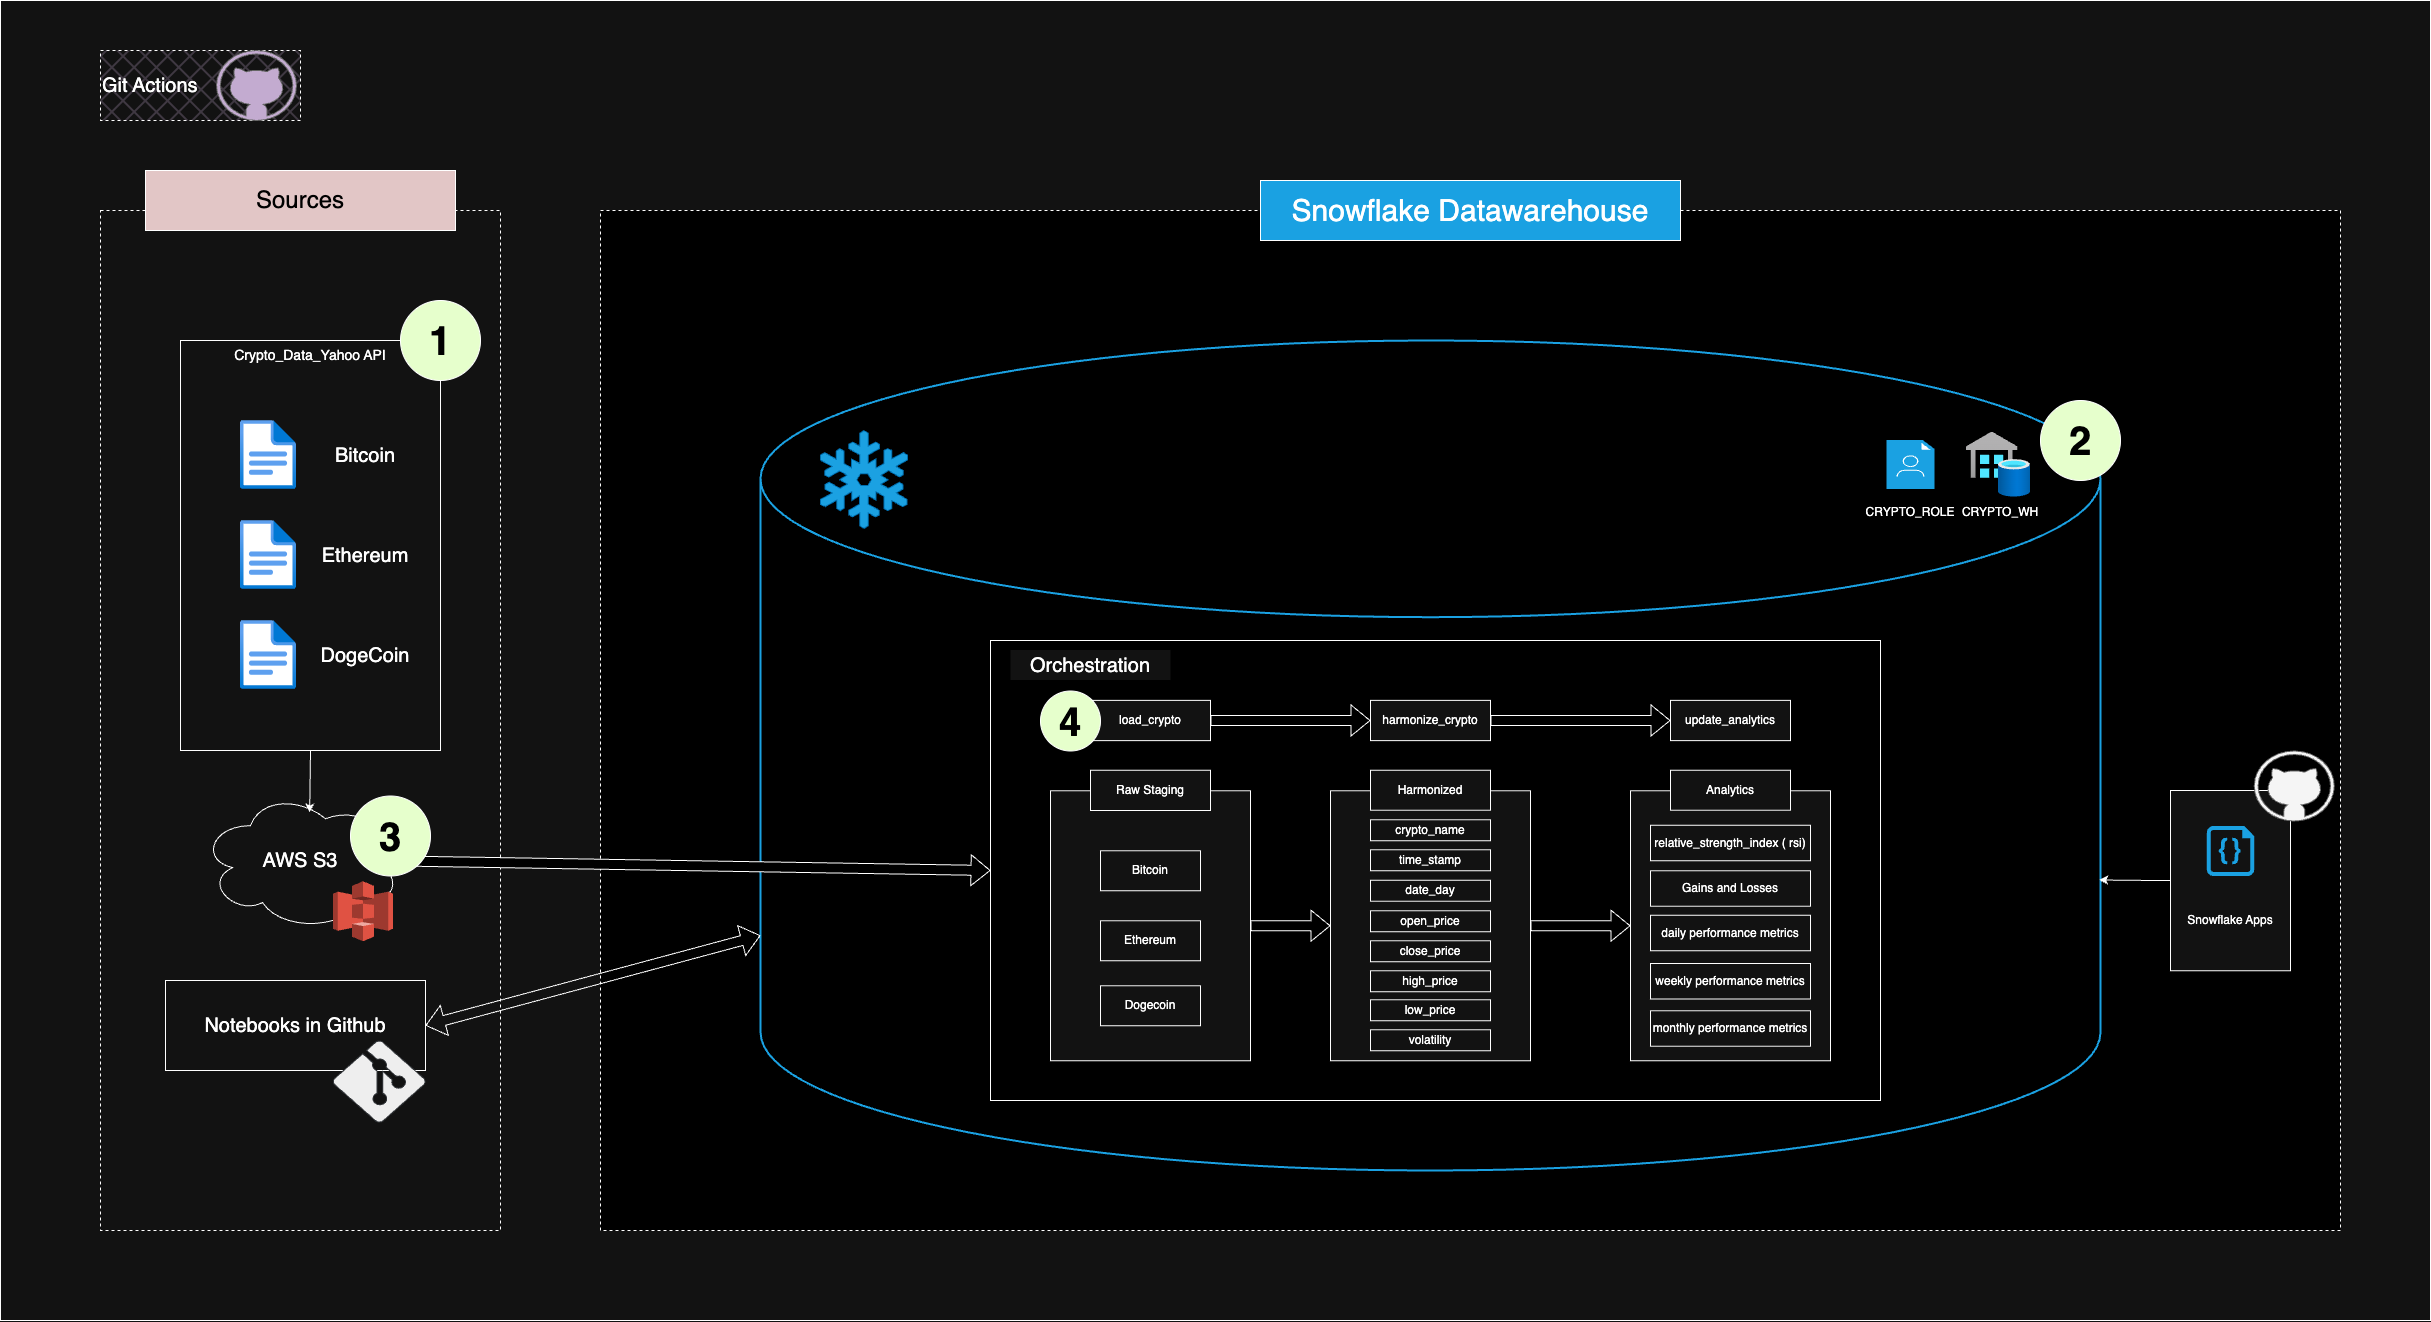 Git Actions
Sources
Snowflake Datawarehouse
1
Crypto_Data_Yahoo API
Bitcoin
Ethereum
DogeCoin
3
AWS S3
Notebooks in Github
2
CRYPTO_ROLE
CRYPTO_WH
Orchestration
4
load_crypto
harmonize_crypto
update_analytics
Raw Staging
Bitcoin
Ethereum
Dogecoin
Harmonized
crypto_name
time_stamp
date_day
open_price
close_price
high_price
low_price
volatility
Analytics
relative_strength_index ( rsi)
Gains and Losses
daily performance metrics
weekly performance metrics
monthly performance metrics
{}
Snowflake Apps